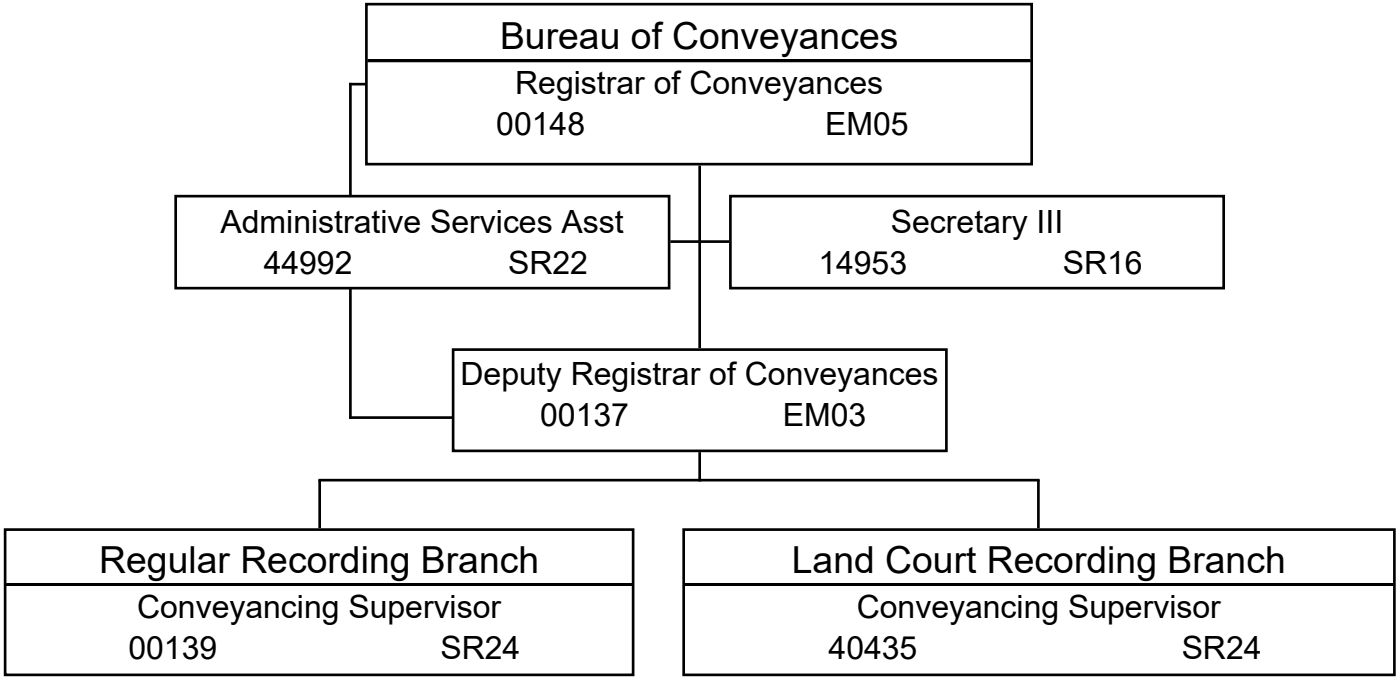 Bureau of Conveyances
Registrar of Conveyances
00148 EM05
Administrative Services Asst
44992 SR22
Secretary III
14953 SR16
Deputy Registrar of Conveyances
00137 EM03
Regular Recording Branch
Conveyancing Supervisor
00139 SR24
Land Court Recording Branch
Conveyancing Supervisor
40435 SR24